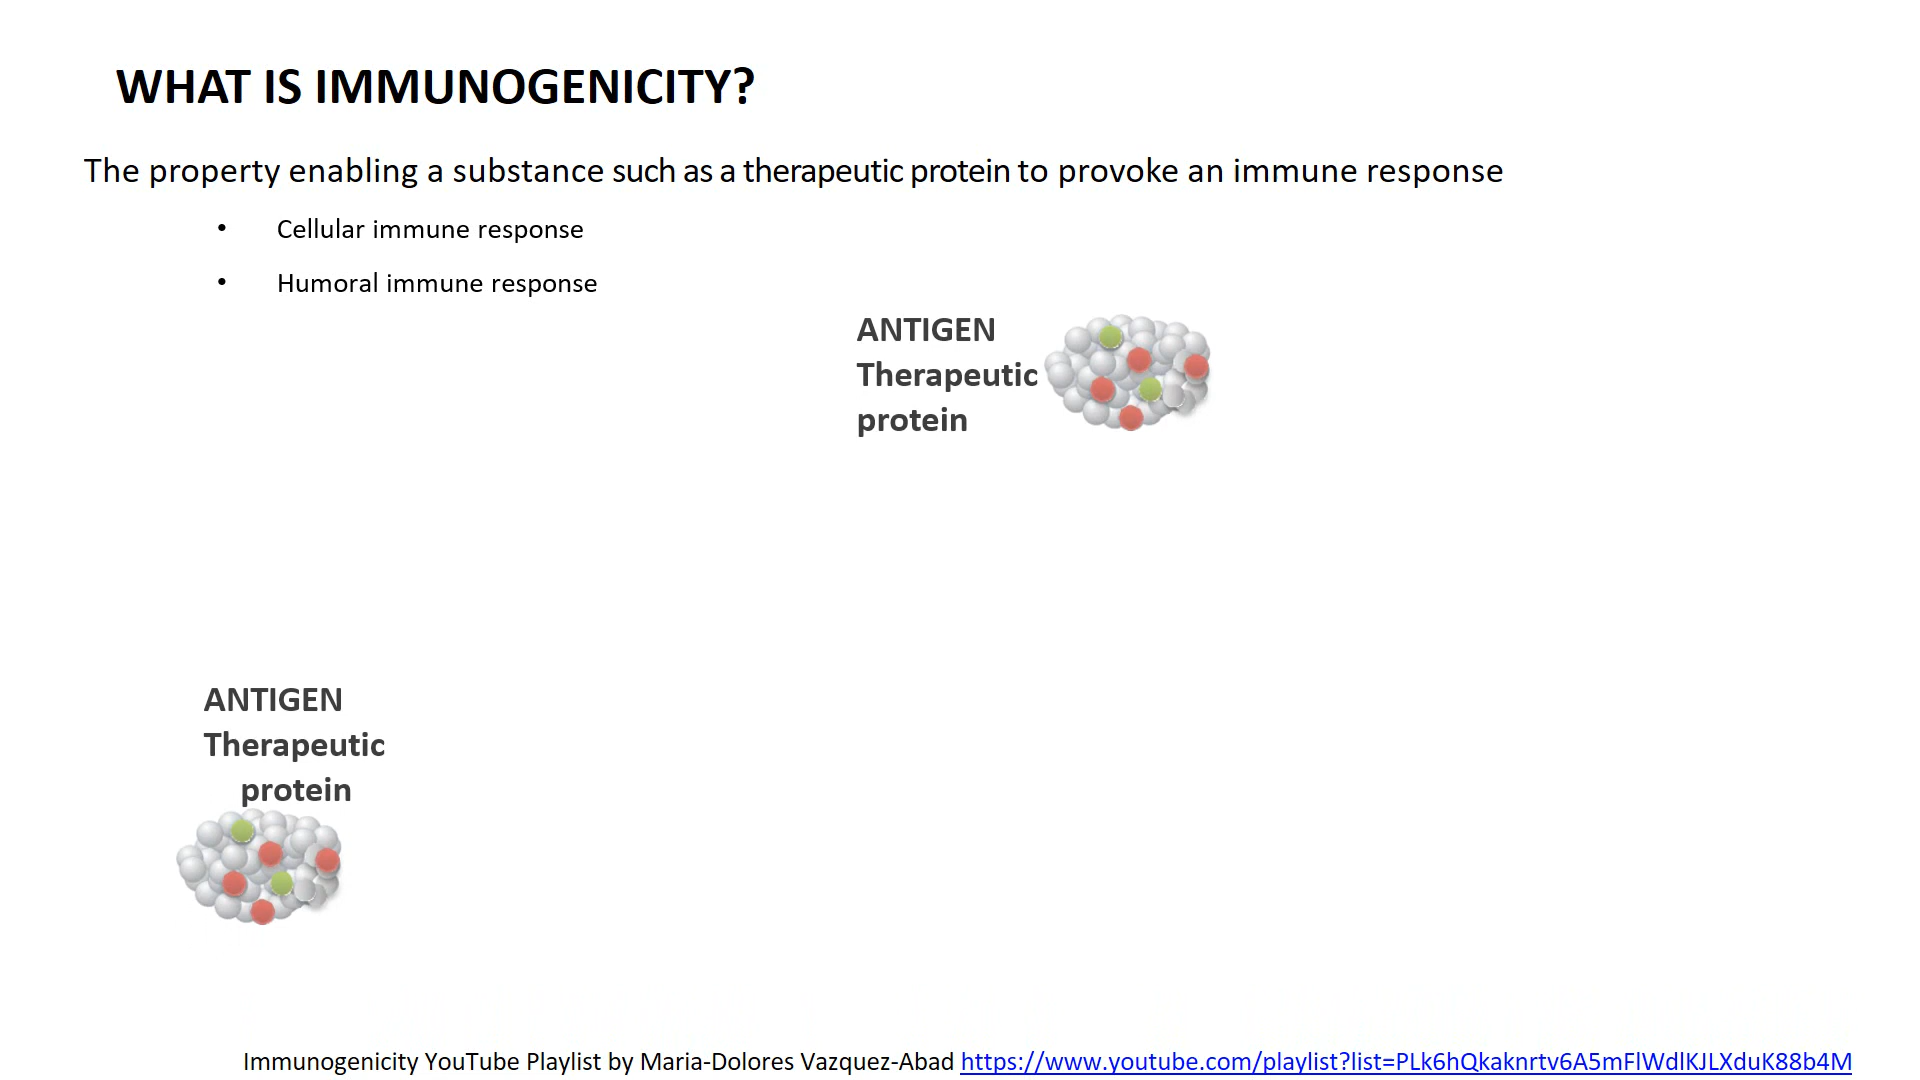 WHAT IS IMMUNOGENICITY?
The property enabling a substance such as a therapeutic protein to provoke an immune response
• Cellular immune response
• Humoral immune response
ANTIGEN
Therapeutic
protein
ANTIGEN
Therapeutic
protein
Immunogenicity YouTube Playlist by Maria-Dolores Vazquez-Abad https://www.youtube.com/playlist?list=PLk6hQkaknrtv6A5mFlWdlKJLXduK88b4M